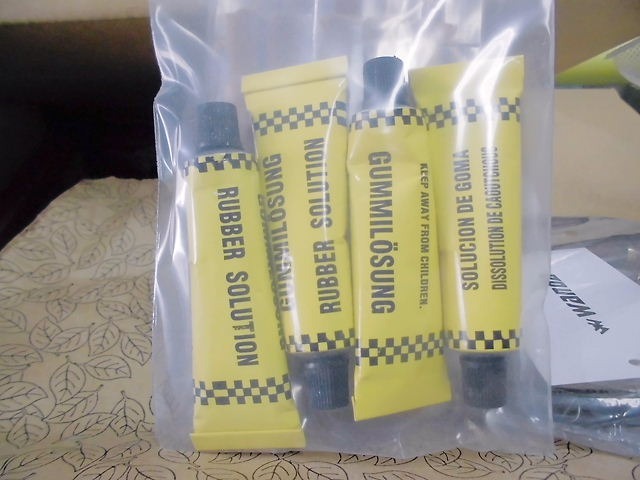 RUBBER SOLUTION
GUMMILÖSUNG
RUBBER SOLUTION
GUMMILÖSUNG
KEEP AWAY FROM CHILDREN.
SOLUCION DE GOMA
DISSOLUTION DE CAOUTCHOUC